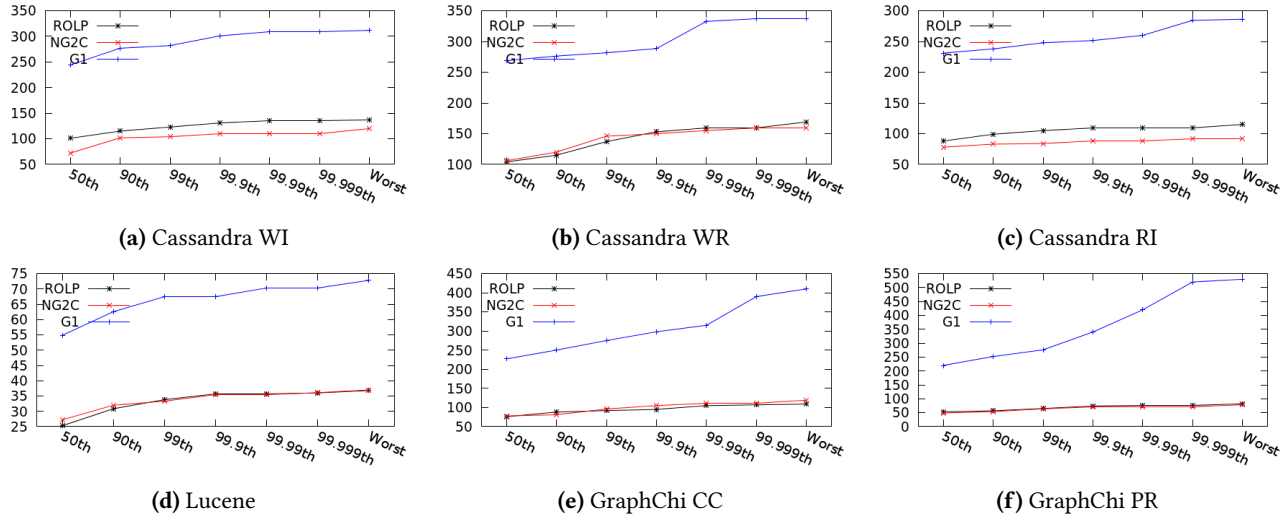 350
300
250
200
150
100
50
ROLP
NG2C
G1
50th
90th
99th
99.9th
99.99th
99.999th
Worst
(a) Cassandra WI
350
300
250
200
150
100
ROLP
NG2C
G1
50th
90th
99th
99.9th
99.99th
99.999th
Worst
(b) Cassandra WR
300
250
200
150
100
50
ROLP
NG2C
G1
50th
90th
99th
99.9th
99.99th
99.999th
Worst
(c) Cassandra RI
75
70
65
60
55
50
45
40
35
30
25
ROLP
NG2C
G1
50th
90th
99th
99.9th
99.99th
99.999th
Worst
(d) Lucene
450
400
350
300
250
200
150
100
50
ROLP
NG2C
G1
50th
90th
99th
99.9th
99.99th
99.999th
Worst
(e) GraphChi CC
550
500
450
400
350
300
250
200
150
100
50
0
ROLP
NG2C
G1
50th
90th
99th
99.9th
99.99th
99.999th
Worst
(f) GraphChi PR